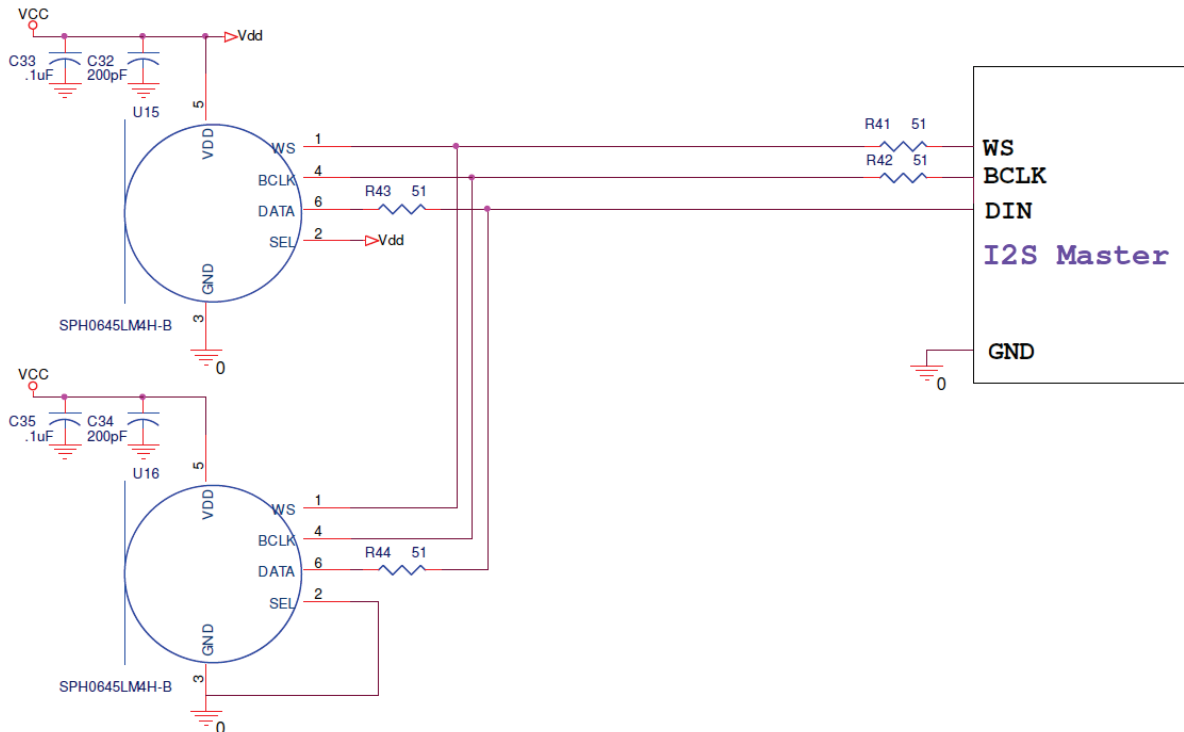 VCC
Vdd
C33
.1uF
C32
200pF
U15
5
VDD
WS
1
BCLK
4
DATA
6
SEL
2
R43 51
Vdd
GND
3
SPH0645LM4H-B
0
R41 51
R42 51
WS
BCLK
DIN
I2S Master
GND
0
VCC
C35
.1uF
C34
200pF
U16
5
VDD
WS
1
BCLK
4
DATA
6
SEL
2
R44 51
GND
3
SPH0645LM4H-B
0